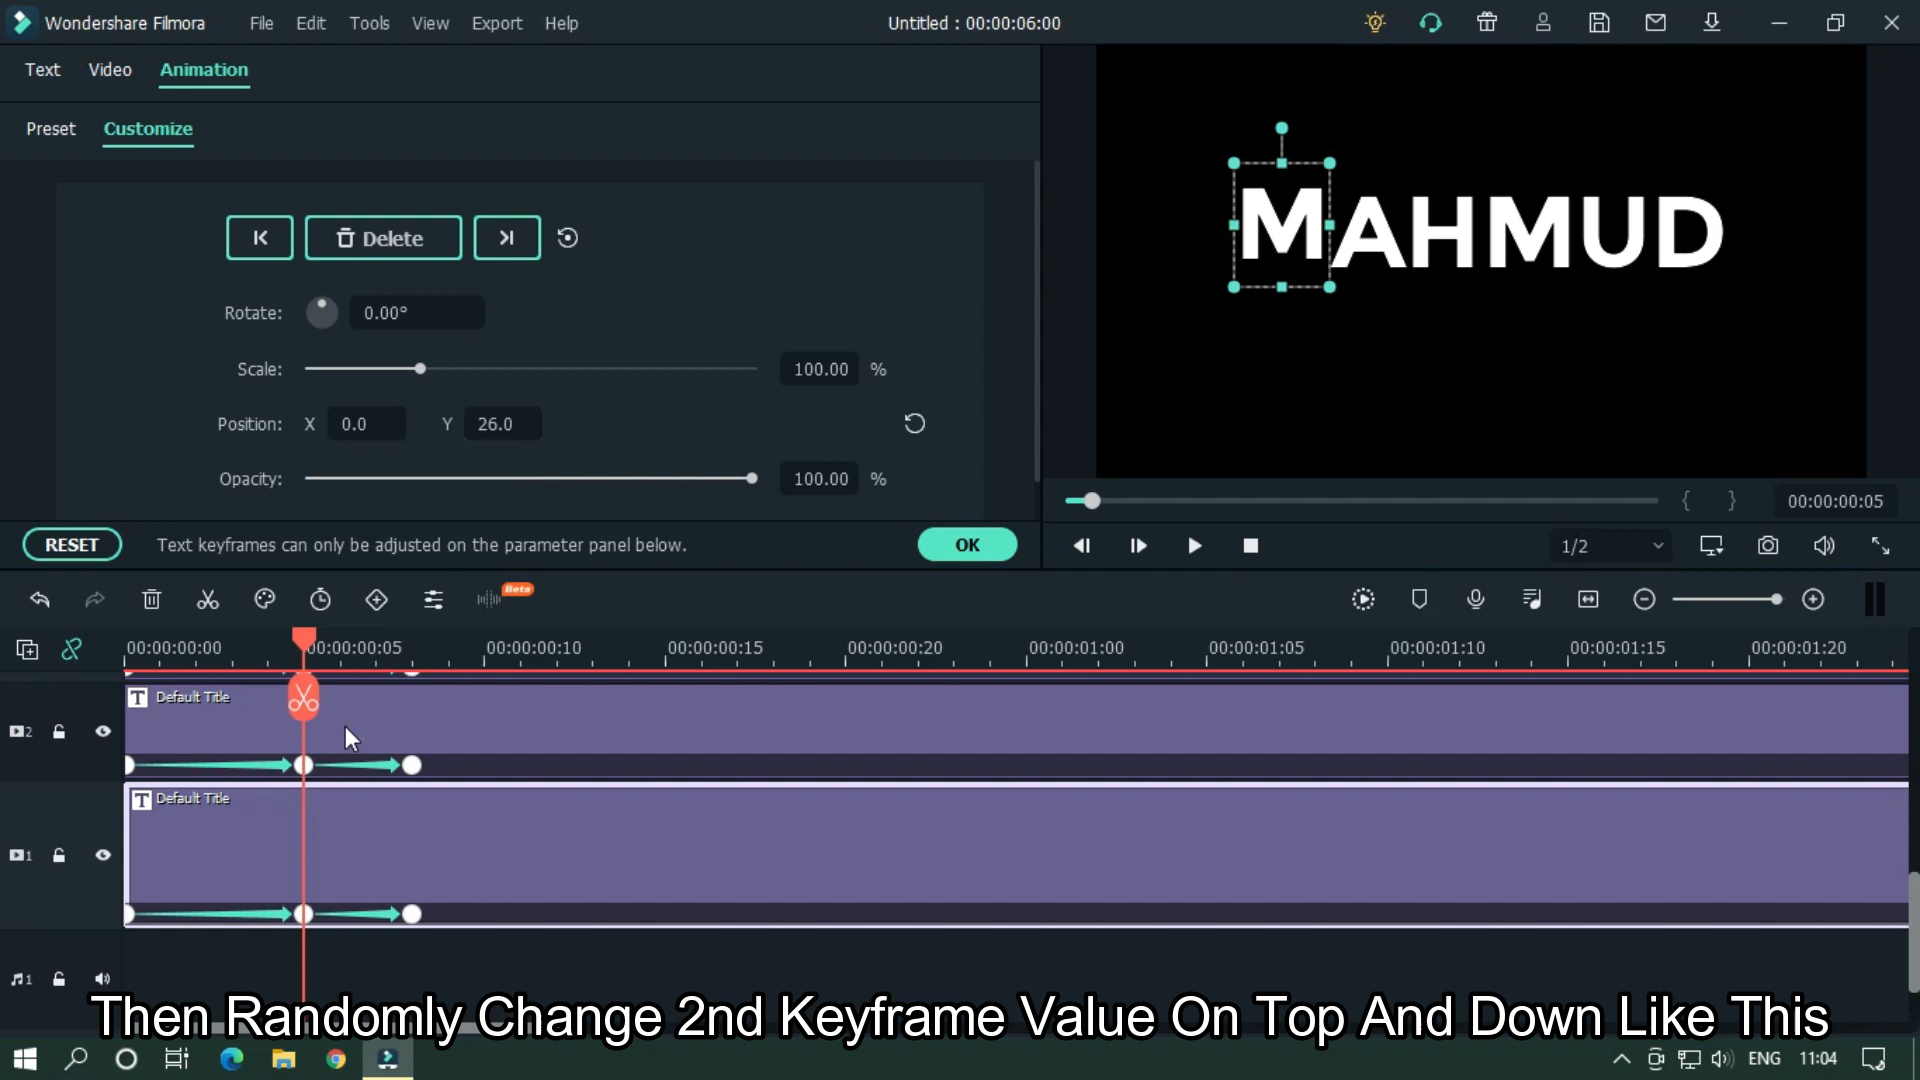 Wondershare Filmora File Edit Tools View Export Help Untitled : 00:00:06:00
Text Video Animation
Preset Customize
Delete
Rotate: 0.00°
Scale: 100.00 %
Position: X 0.0 Y 26.0
Opacity: 100.00 %
RESET Text keyframes can only be adjusted on the parameter panel below. OK
MAHMUD
{ } 00:00:00:05
1/2
Beta
00:00:00:00 00:00:00:05 00:00:00:10 00:00:00:15 00:00:00:20 00:00:01:00 00:00:01:05 00:00:01:10 00:00:01:15 00:00:01:20
T Default Title
2
T Default Title
1
1
Then Randomly Change 2nd Keyframe Value On Top And Down Like This
ENG 11:04